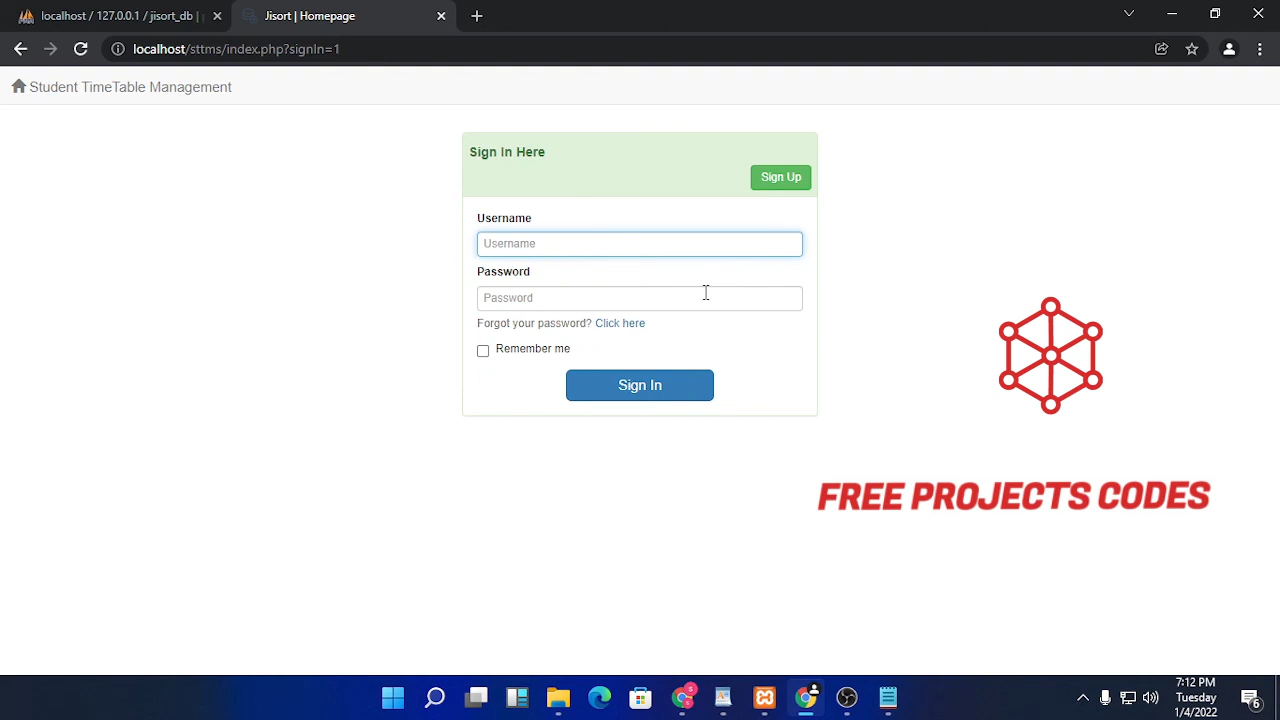 localhost / 127.0.0.1 / jisort_db |
Jisort | Homepage
localhost/sttms/index.php?signIn=1
Student TimeTable Management
Sign In Here
Sign Up
Username
Username
Password
Password
Forgot your password? Click here
Remember me
Sign In
FREE PROJECTS CODES
S
7:12 PM
Tuesday
1/4/2022
6